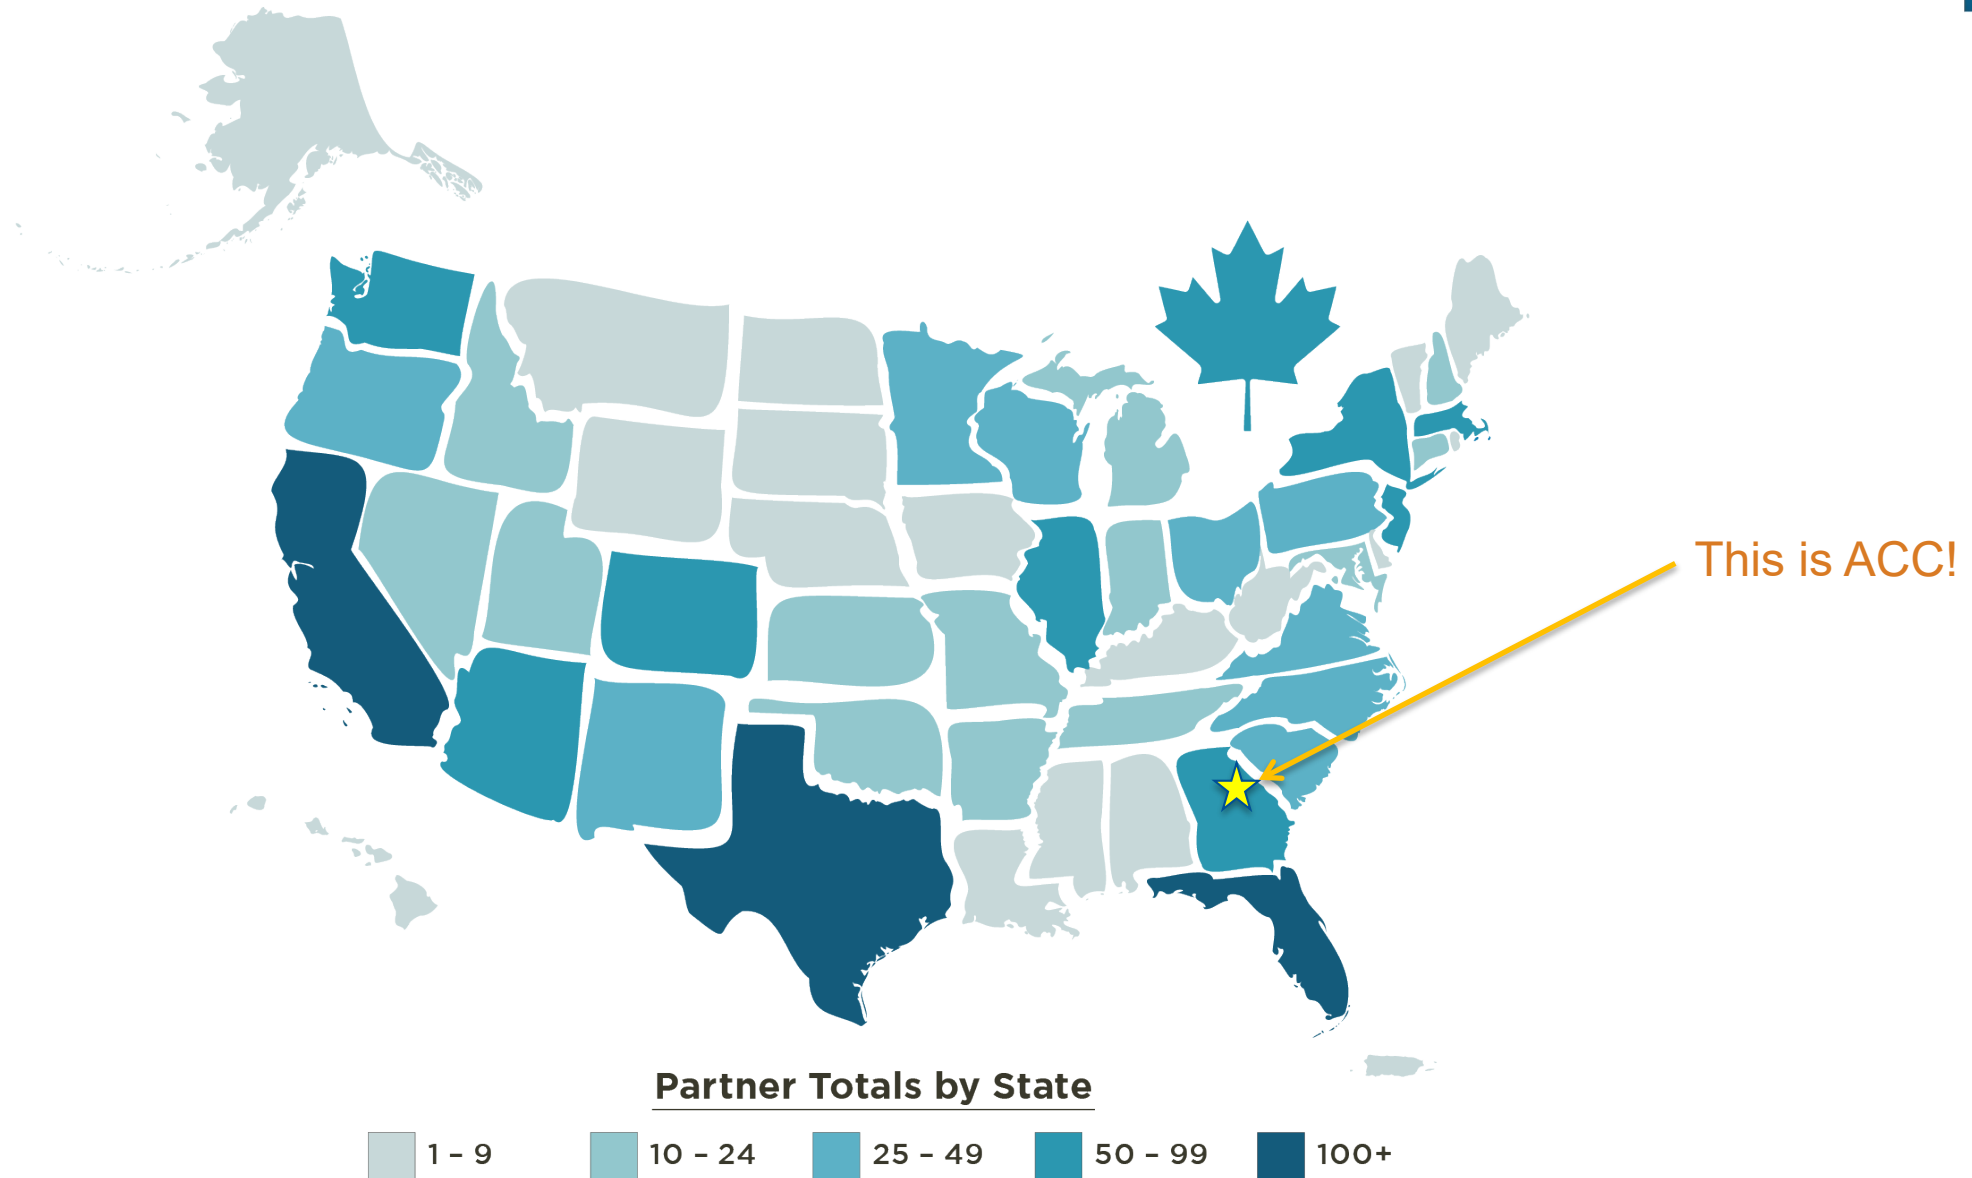 This is ACC!
Partner Totals by State
1 – 9
10 – 24
25 – 49
50 – 99
100+